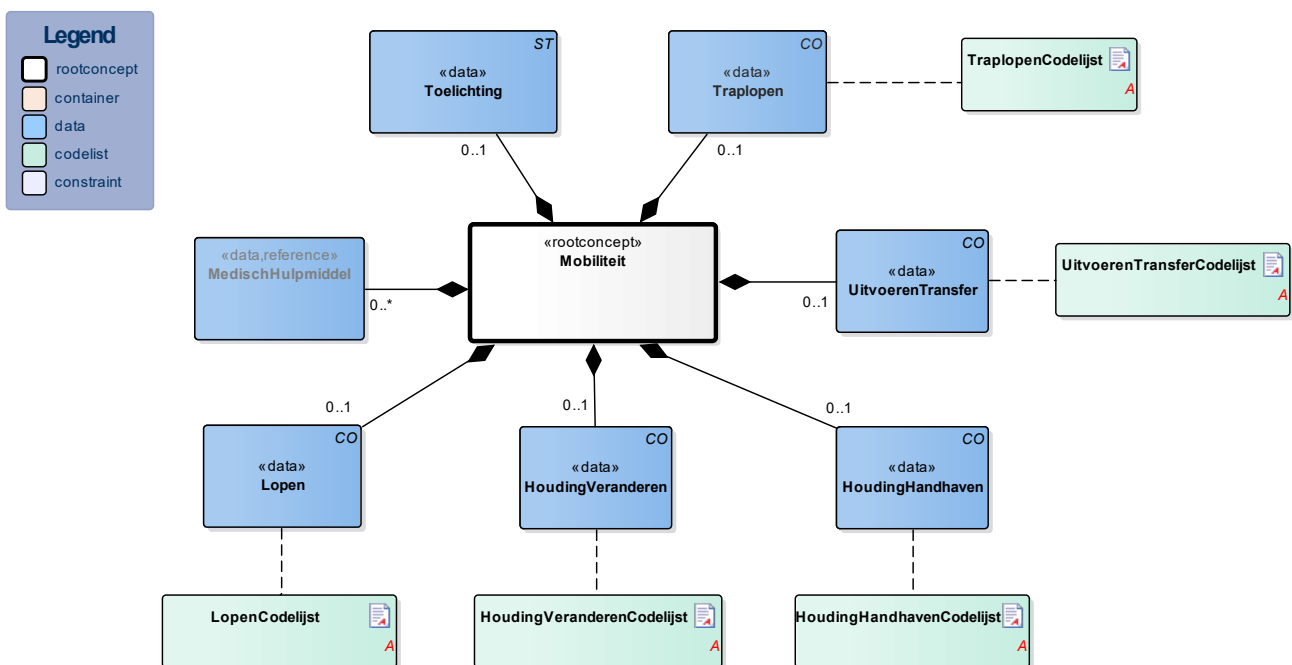 Legend
rootconcept
container
data
codelist
constraint
ST
«data»
Toelichting
0..1
CO
«data»
Traplopen
0..1
TraplopenCodelijst
A
«data,reference»
MedischHulpmiddel
0..*
«rootconcept»
Mobiliteit
CO
«data»
UitvoerenTransfer
0..1
UitvoerenTransferCodelijst
A
0..1
CO
«data»
Lopen
0..1
CO
«data»
HoudingVeranderen
0..1
CO
«data»
HoudingHandhaven
LopenCodelijst
A
HoudingVeranderenCodelijst
A
HoudingHandhavenCodelijst
A